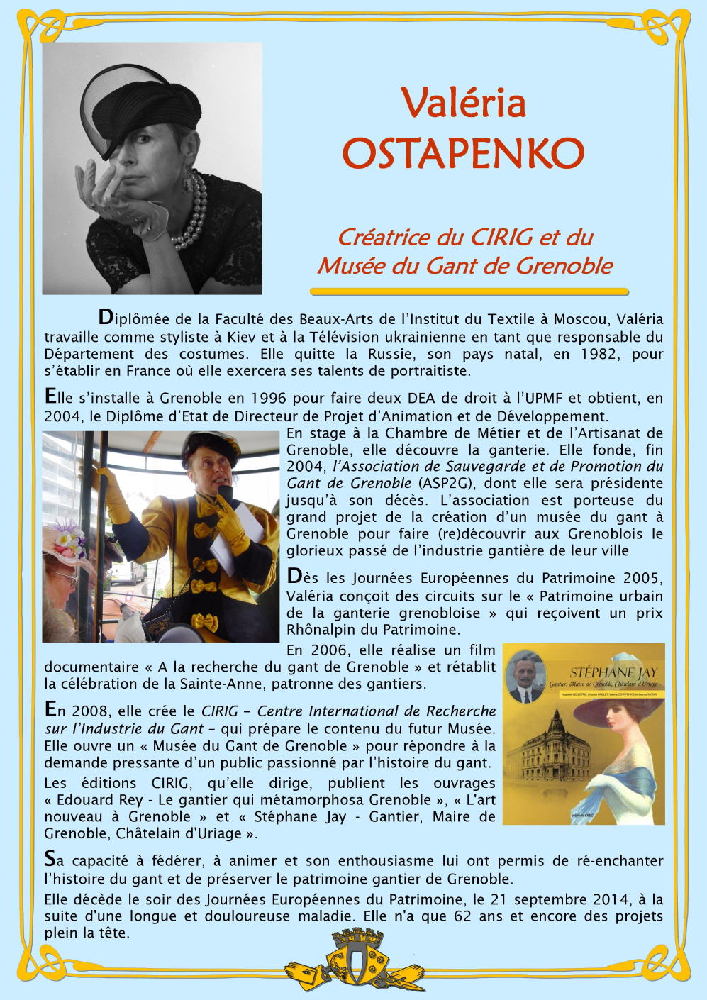 Valéria
OSTAPENKO
Créatrice du CIRIG et du
Musée du Gant de Grenoble
Diplômée de la Faculté des Beaux-Arts de l’Institut du Textile à Moscou, Valéria
travaille comme styliste à Kiev et à la Télévision ukrainienne en tant que responsable du
Département des costumes. Elle quitte la Russie, son pays natal, en 1982, pour
s’établir en France où elle exercera ses talents de portraitiste.
Elle s’installe à Grenoble en 1996 pour faire deux DEA de droit à l’UPMF et obtient, en
2004, le Diplôme d’Etat de Directeur de Projet d’Animation et de Développement.
En stage à la Chambre de Métier et de l’Artisanat de
Grenoble, elle découvre la ganterie. Elle fonde, fin
2004, l’Association de Sauvegarde et de Promotion du
Gant de Grenoble (ASP2G), dont elle sera présidente
jusqu’à son décès. L’association est porteuse du
grand projet de la création d’un musée du gant à
Grenoble pour faire (re)découvrir aux Grenoblois le
glorieux passé de l’industrie gantière de leur ville
Dès les Journées Européennes du Patrimoine 2005,
Valéria conçoit des circuits sur le « Patrimoine urbain
de la ganterie grenobloise » qui reçoivent un prix
Rhônalpin du Patrimoine.
En 2006, elle réalise un film
documentaire « A la recherche du gant de Grenoble » et rétablit
la célébration de la Sainte-Anne, patronne des gantiers.
STÉPHANE JAY
Gantier, Maire de Grenoble, Châtelain d'Uriage
Isabelle DELESTRE, Charles PAILLET, Valéria OSTAPENKO et Jeanne MONIN
éditions CIRIG
En 2008, elle crée le CIRIG – Centre International de Recherche
sur l’Industrie du Gant – qui prépare le contenu du futur Musée.
Elle ouvre un « Musée du Gant de Grenoble » pour répondre à la
demande pressante d’un public passionné par l’histoire du gant.
Les éditions CIRIG, qu’elle dirige, publient les ouvrages
« Edouard Rey - Le gantier qui métamorphosa Grenoble », « L'art
nouveau à Grenoble » et « Stéphane Jay - Gantier, Maire de
Grenoble, Châtelain d'Uriage ».
Sa capacité à fédérer, à animer et son enthousiasme lui ont permis de ré-enchanter
l’histoire du gant et de préserver le patrimoine gantier de Grenoble.
Elle décède le soir des Journées Européennes du Patrimoine, le 21 septembre 2014, à la
suite d'une longue et douloureuse maladie. Elle n'a que 62 ans et encore des projets
plein la tête.